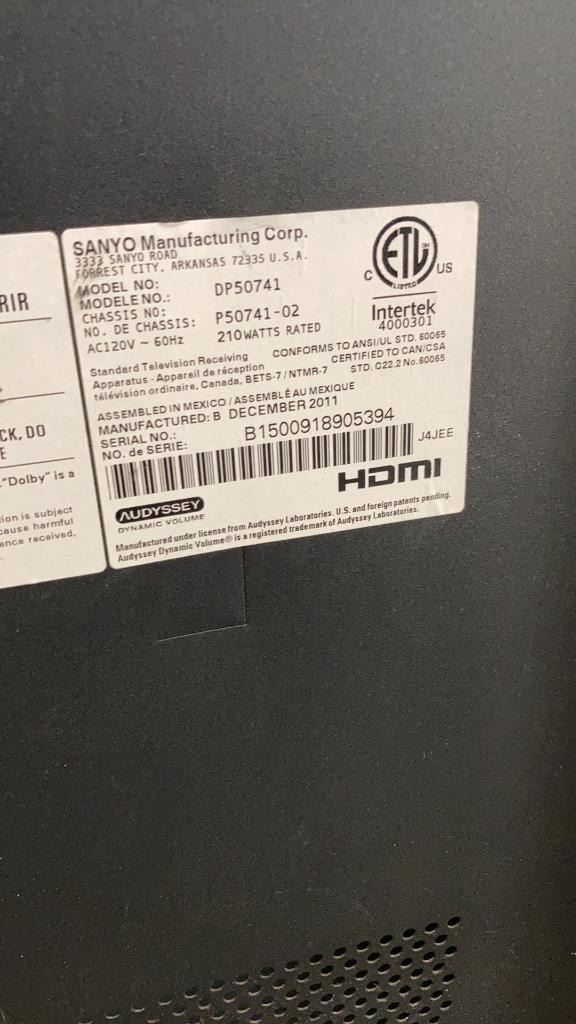 RIR
CK, DO
E
"Dolby" is a
tion is subject
cause harmful
ence received,
SANYO Manufacturing Corp.
3333 SANYO ROAD
FORREST CITY, ARKANSAS 72335 U.S.A.
MODEL NO:
MODELE NO.: DP50741
CHASSIS NO:
NO. DE CHASSIS: P50741-02
AC120V ~ 60Hz 210WATTS RATED
ETL
CM
LISTED
C US
Intertek
4000301
Standard Television Receiving
Apparatus - Appareil de réception
télévision ordinaire, Canada, BETS-7/NTMR-7
CONFORMS TO ANSI/UL STD. 60065
CERTIFIED TO CAN/CSA
STD. C22.2 No.60065
ASSEMBLED IN MEXICO / ASSEMBLÉ AU MEXIQUE
MANUFACTURED: B DECEMBER 2011
SERIAL NO.:
NO. de SERIE: B1500918905394
J4JEE
HDMI
AUDYSSEY
DYNAMIC VOLUME
Manufactured under license from Audyssey Laboratories. U.S. and foreign patents pending.
Audyssey Dynamic Volume® is a registered trademark of Audyssey Laboratories.